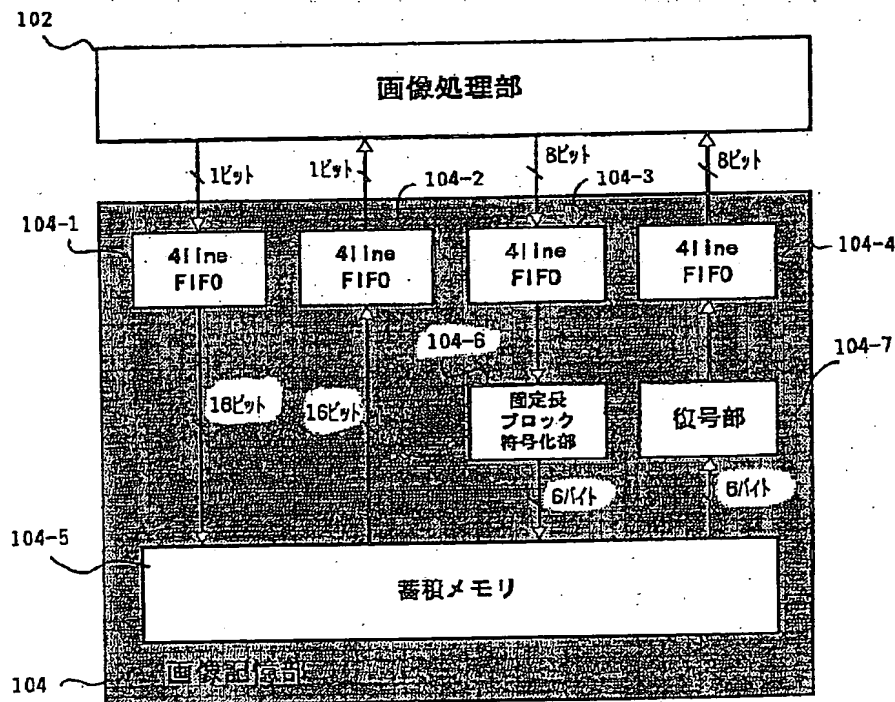 102
画像処理部
1ビット
1ビット
8ビット
8ビット
104-2
104-3
104-1
104-4
4line
FIFO
4line
FIFO
4line
FIFO
4line
FIFO
104-6
104-7
16ビット
16ビット
固定長
ブロック
符号化部
復号部
6バイト
6バイト
104-5
蓄積メモリ
104
画像記憶部